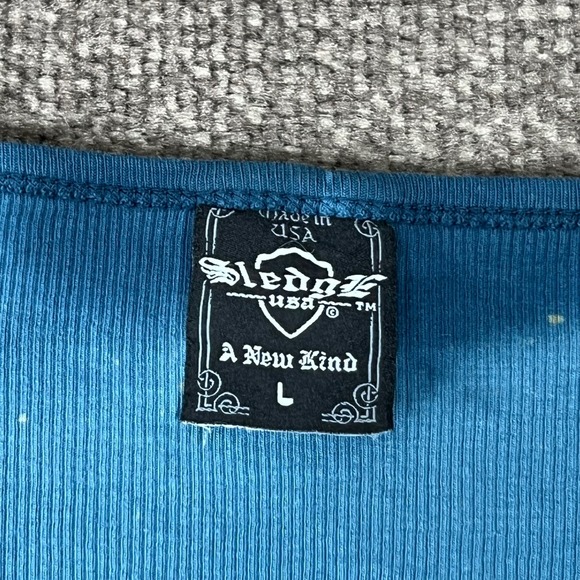 Made in
USA
SledgE
usa © TM
A New Kind
L